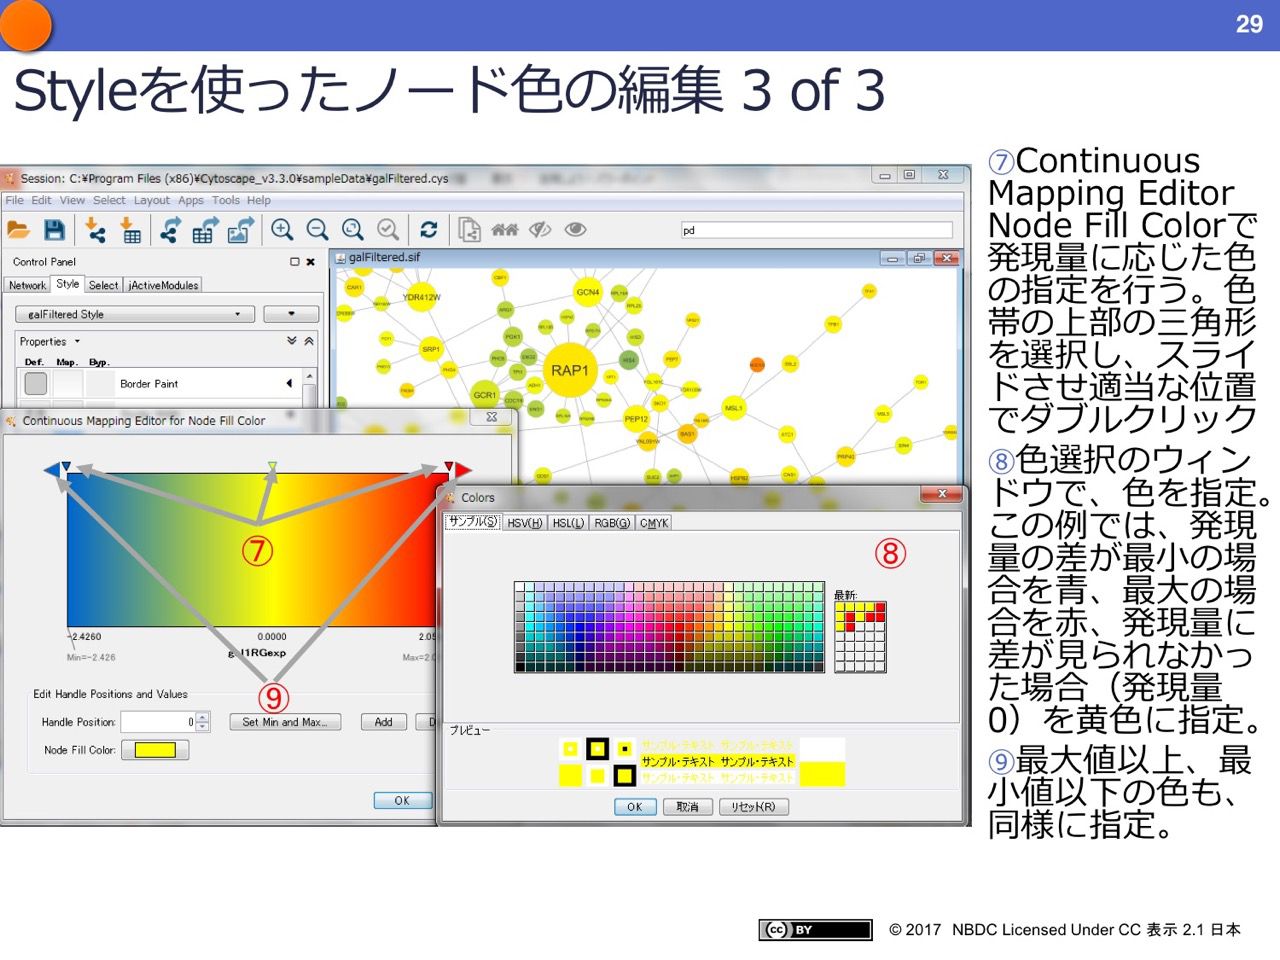 29
Styleを使ったノード色の編集 3 of 3
Session: C:¥Program Files (x86)¥Cytoscape_v3.3.0¥sampleData¥galFiltered.cys
File Edit View Select Layout Apps Tools Help
pd
Control Panel
galFiltered.sif
Network Style Select jActiveModules
galFiltered Style
Properties
Def. Map. Byp.
Border Paint
YDR412W
GCN4
SRP1
RAP1
GCR1
PEP12
MSL1
Continuous Mapping Editor for Node Fill Color
⑦
-2.4260
0.0000
Min=-2.426
gal1RGexp
⑨
Edit Handle Positions and Values
Handle Position: 0 Set Min and Max... Add
Node Fill Color:
OK
Colors
サンプル(S) HSV(H) HSL(L) RGB(G) CMYK
⑧
最新:
プレビュー
サンプル・テキスト サンプル・テキスト
サンプル・テキスト サンプル・テキスト
サンプル・テキスト サンプル・テキスト
OK 取消 リセット(R)
⑦Continuous
Mapping Editor
Node Fill Colorで
発現量に応じた色
の指定を行う。色
帯の上部の三角形
を選択し、スライ
ドさせ適当な位置
でダブルクリック
⑧色選択のウィン
ドウで、色を指定。
この例では、発現
量の差が最小の場
合を青、最大の場
合を赤、発現量に
差が見られなかっ
た場合（発現量
0）を黄色に指定。
⑨最大値以上、最
小値以下の色も、
同様に指定。
cc BY
© 2017 NBDC Licensed Under CC 表示 2.1 日本